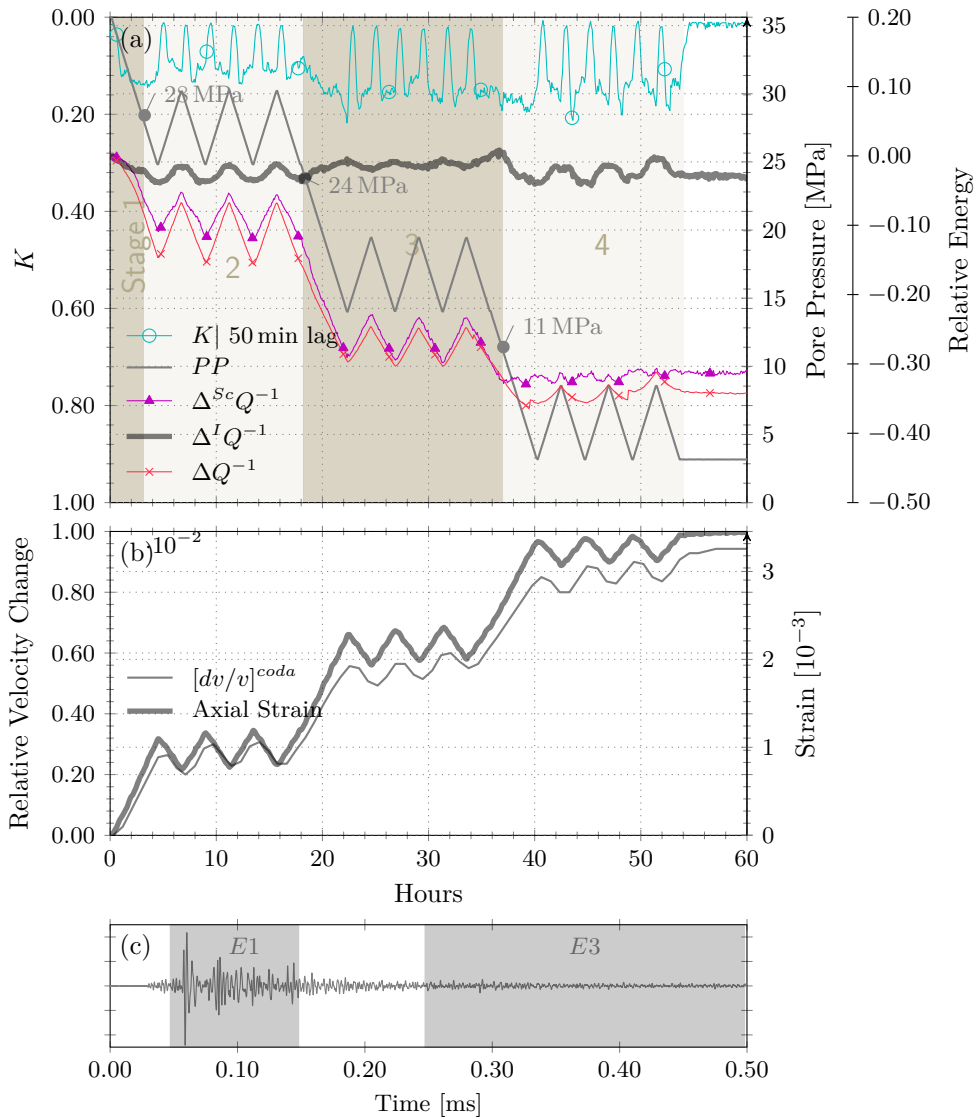 (a)
0.00
0.20
0.40
0.60
0.80
1.00
K
28 MPa
24 MPa
11 MPa
Stage 1
2
3
4
K| 50 min lag
PP
Δ^{Sc}Q^{−1}
Δ^{I}Q^{−1}
ΔQ^{−1}
35
30
25
20
15
10
5
0
Pore Pressure [MPa]
0.20
0.10
0.00
−0.10
−0.20
−0.30
−0.40
−0.50
Relative Energy
(b)
·10^{−2}
1.00
0.80
0.60
0.40
0.20
0.00
Relative Velocity Change
[dv/v]^{coda}
Axial Strain
3
2
1
0
Strain [10^{−3}]
0 10 20 30 40 50 60
Hours
(c)
E1
E3
0.00 0.10 0.20 0.30 0.40 0.50
Time [ms]